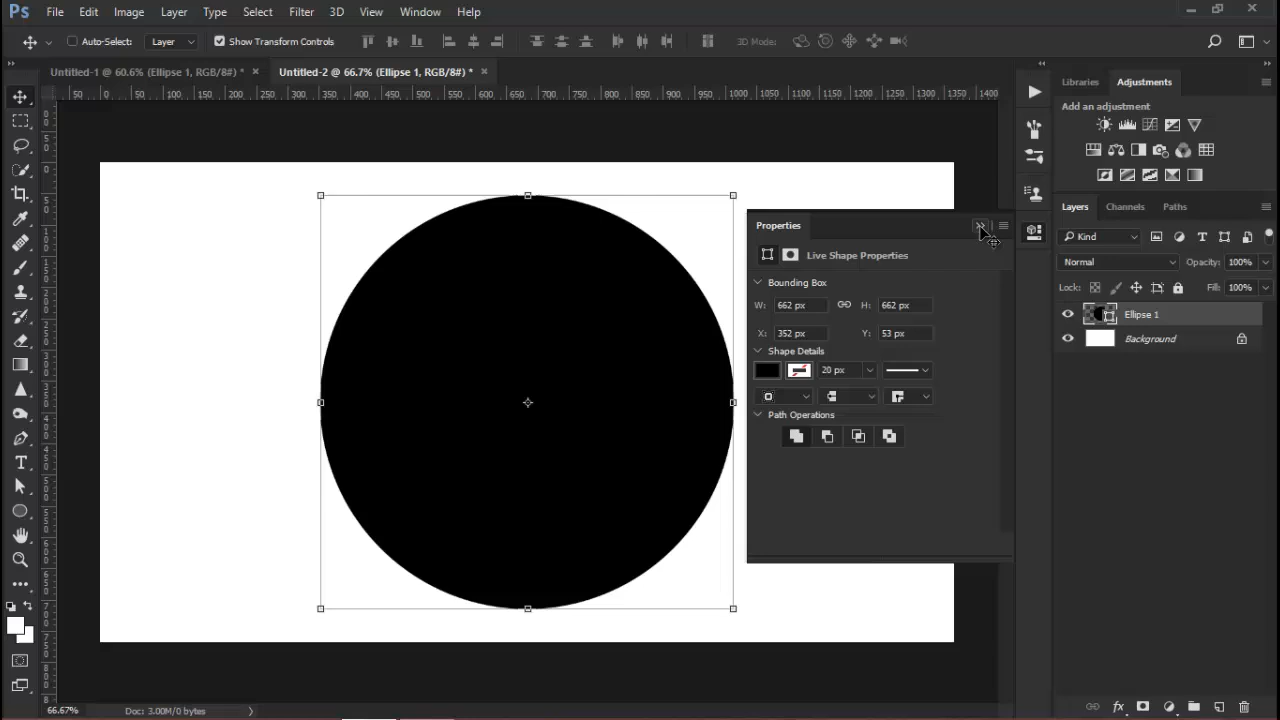 Ps File Edit Image Layer Type Select Filter 3D View Window Help
Auto-Select: Layer Show Transform Controls 3D Mode:
Untitled-1 @ 60.6% (Ellipse 1, RGB/8#) * × Untitled-2 @ 66.7% (Ellipse 1, RGB/8#) * ×
50 0 50 100 150 200 250 300 350 400 450 500 550 600 650 700 750 800 850 900 950 1000 1050 1100 1150 1200 1250 1300 1350 1400
Libraries Adjustments
Add an adjustment
Layers Channels Paths
Kind
Normal Opacity: 100%
Lock: Fill: 100%
Ellipse 1
Background
Properties
Live Shape Properties
Bounding Box
W: 662 px H: 662 px
X: 352 px Y: 53 px
Shape Details
20 px
Path Operations
66.67% Doc: 3.00M/0 bytes
fx